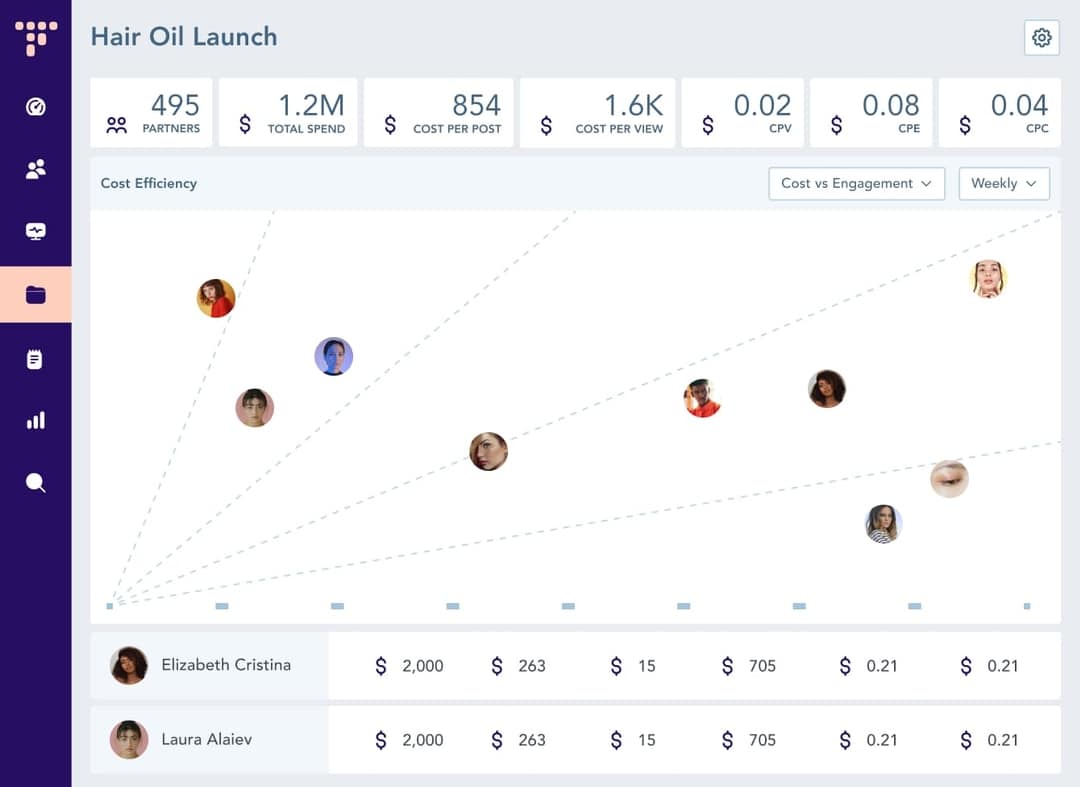 Hair Oil Launch
495
PARTNERS
$ 1.2M
TOTAL SPEND
$ 854
COST PER POST
$ 1.6K
COST PER VIEW
$ 0.02
CPV
$ 0.08
CPE
$ 0.04
CPC
Cost Efficiency
Cost vs Engagement
Weekly
Elizabeth Cristina $ 2,000 $ 263 $ 15 $ 705 $ 0.21 $ 0.21
Laura Alaiev $ 2,000 $ 263 $ 15 $ 705 $ 0.21 $ 0.21